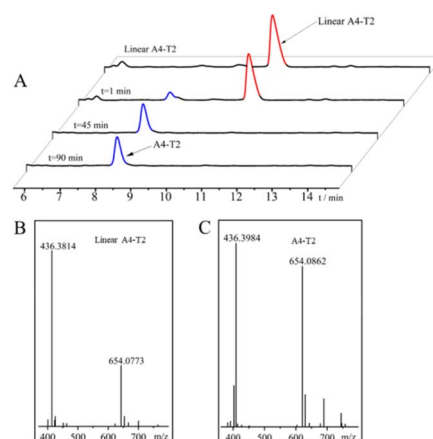 Linear A4-T2
Linear A4-T2
A
t=1 min
t=45 min
A4-T2
t=90 min
6 7 8 9 10 11 12 13 14 t / min
B
Linear A4-T2
436.3814
654.0773
400 500 600 700 m/z
C
A4-T2
436.3984
654.0862
400 500 600 700 m/z